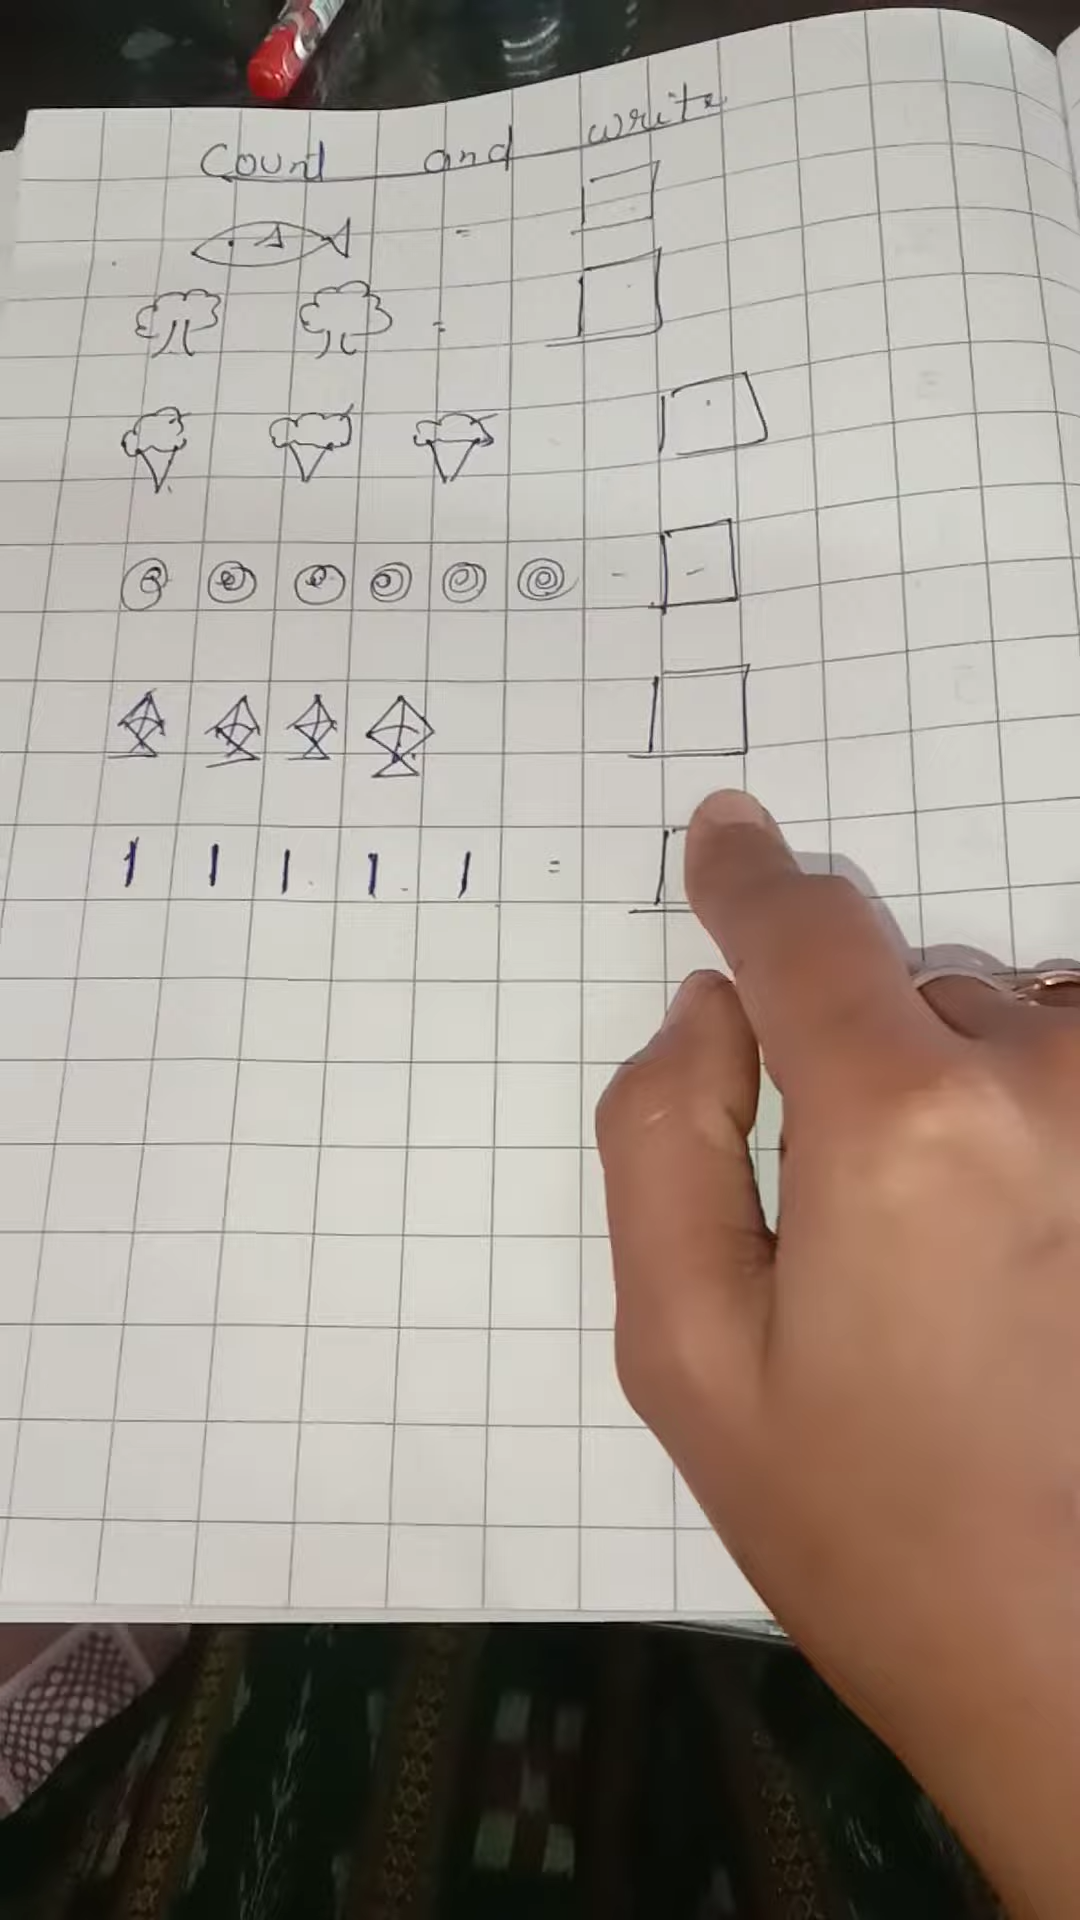 Count and write
=
=
-
1 1 1 1 1 =